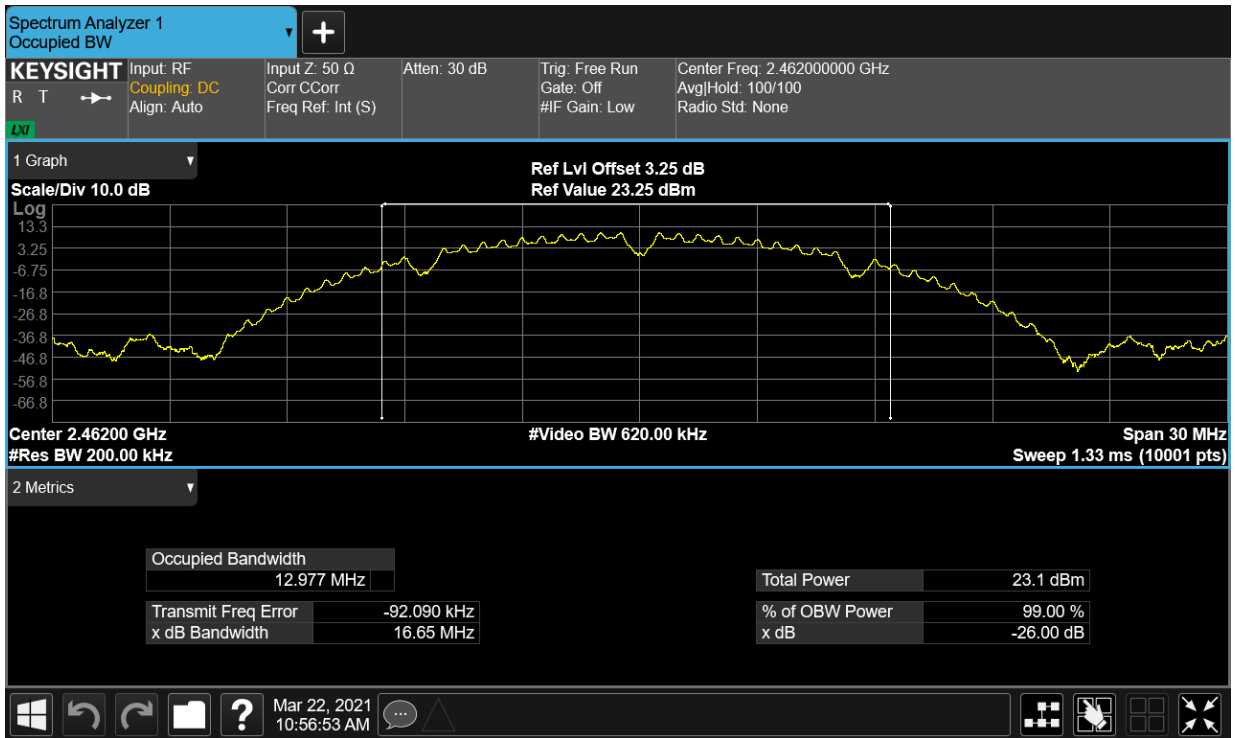 Spectrum Analyzer 1
Occupied BW
KEYSIGHT
R T
LXI
Input: RF
Coupling: DC
Align: Auto
Input Z: 50 Ω
Corr CCorr
Freq Ref: Int (S)
Atten: 30 dB
Trig: Free Run
Gate: Off
#IF Gain: Low
Center Freq: 2.462000000 GHz
Avg|Hold: 100/100
Radio Std: None
1 Graph
Scale/Div 10.0 dB
Ref Lvl Offset 3.25 dB
Ref Value 23.25 dBm
Log
13.3
3.25
-6.75
-16.8
-26.8
-36.8
-46.8
-56.8
-66.8
Center 2.46200 GHz
#Video BW 620.00 kHz
Span 30 MHz
#Res BW 200.00 kHz
Sweep 1.33 ms (10001 pts)
2 Metrics
Occupied Bandwidth
12.977 MHz
Total Power 23.1 dBm
Transmit Freq Error -92.090 kHz
% of OBW Power 99.00 %
x dB Bandwidth 16.65 MHz
x dB -26.00 dB
?
Mar 22, 2021
10:56:53 AM